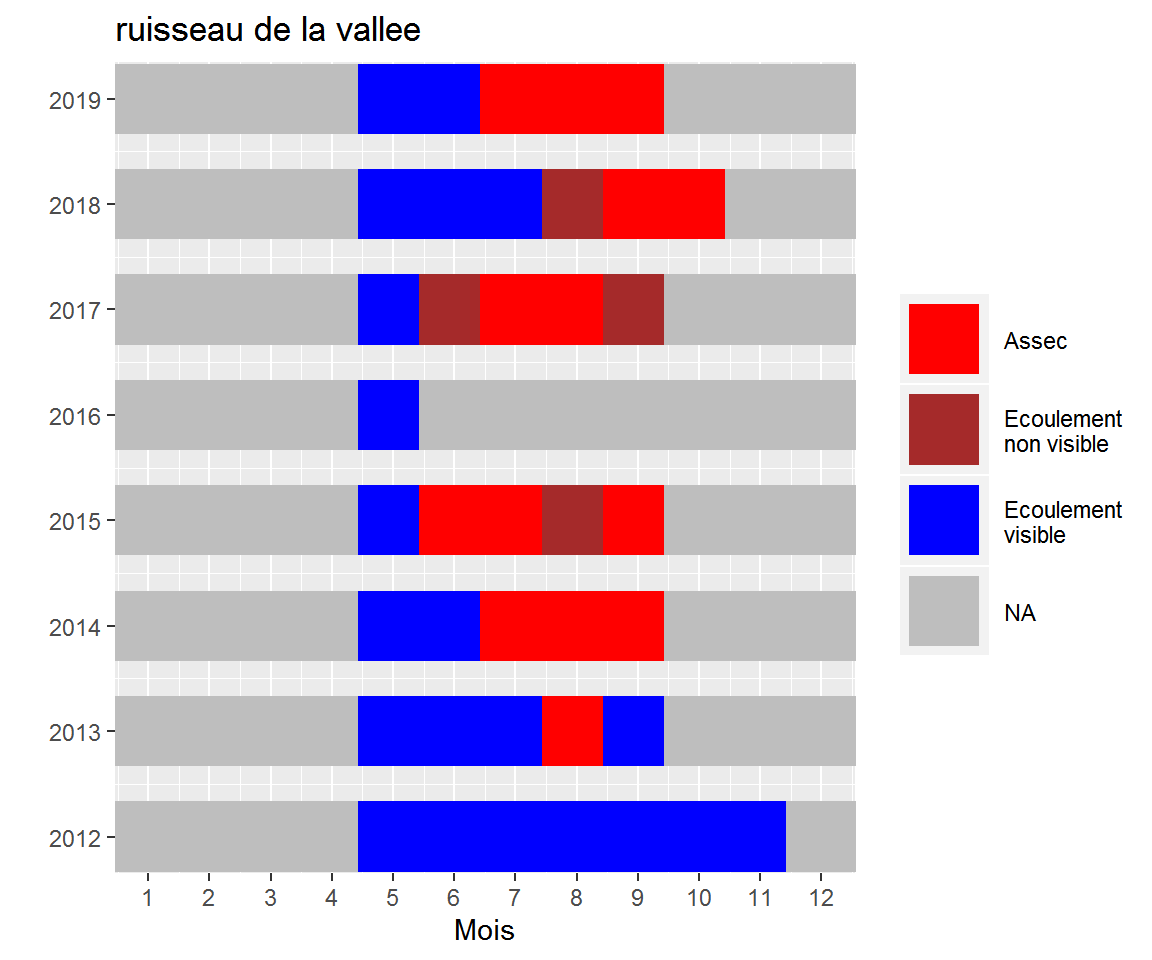 ruisseau de la vallee
2019
2018
2017
2016
2015
2014
2013
2012
1 2 3 4 5 6 7 8 9 10 11 12
Mois
Assec
Ecoulement
non visible
Ecoulement
visible
NA